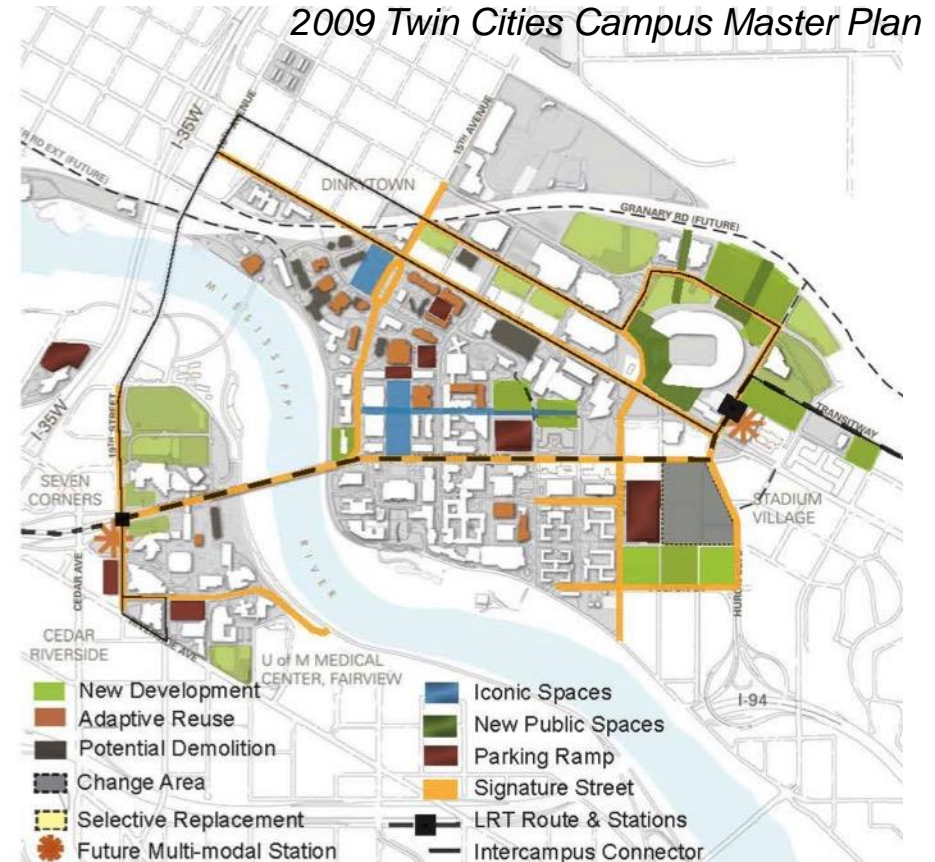 2009 Twin Cities Campus Master Plan
I-35W
AVENUE
15TH AVENUE
RD EXT (FUTURE)
DINKYTOWN
GRANARY RD (FUTURE)
MISSISSIPPI
I-35W
19TH STREET
TRANSITWAY
SEVEN
CORNERS
STADIUM
VILLAGE
RIVER
CEDAR AVE
CEDAR
RIVERSIDE
AVE
U of M MEDICAL
CENTER, FAIRVIEW
I-94
New Development
Adaptive Reuse
Potential Demolition
Change Area
Selective Replacement
Future Multi-modal Station
Iconic Spaces
New Public Spaces
Parking Ramp
Signature Street
LRT Route & Stations
Intercampus Connector